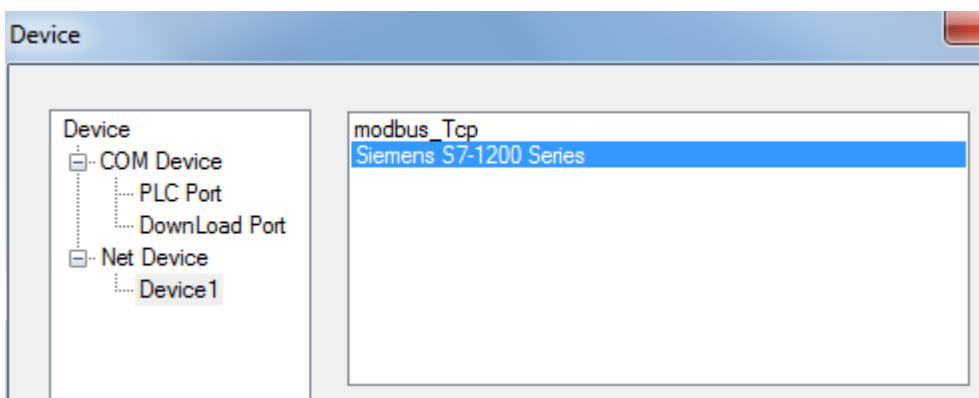 Device
Device
COM Device
PLC Port
DownLoad Port
Net Device
Device1
modbus_Tcp
Siemens S7-1200 Series